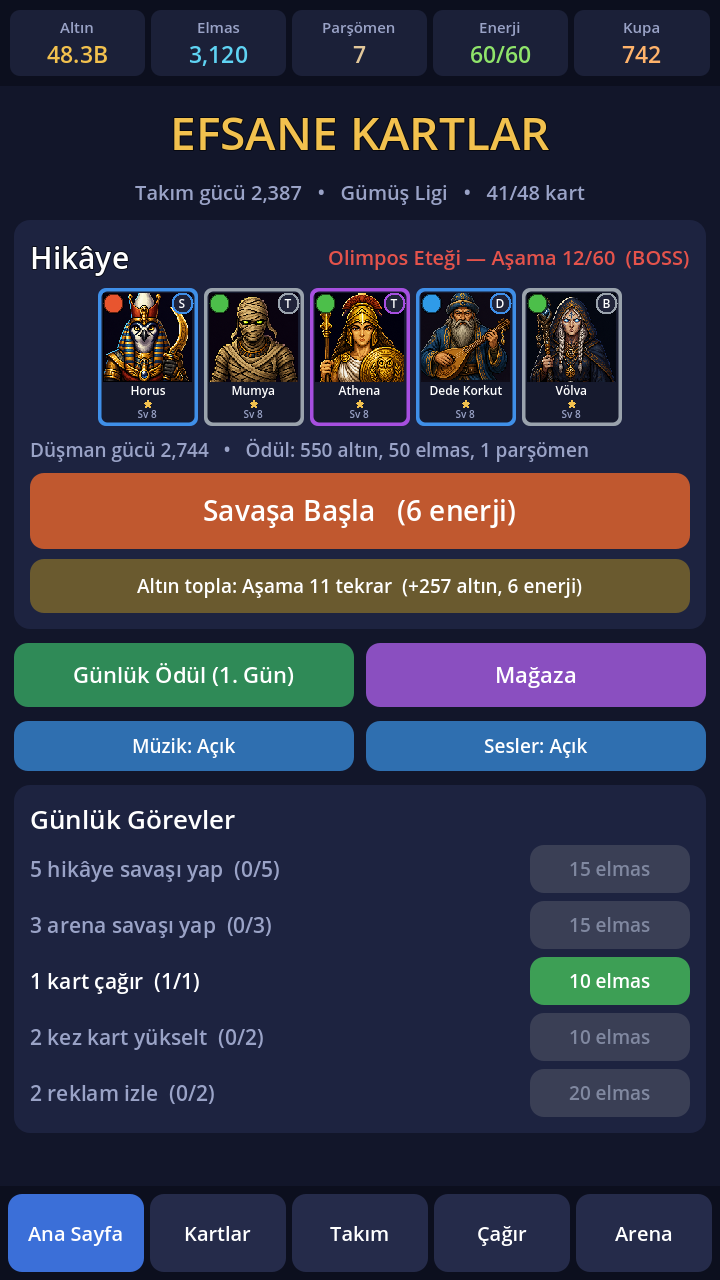 Altın Elmas Parşömen Enerji Kupa
48.3B 3,120 7 60/60 742
EFSANE KARTLAR
Takım gücü 2,387 • Gümüş Ligi • 41/48 kart
Hikâye Olimpos Eteği — Aşama 12/60 (BOSS)
S T T D B
Horus Mumya Athena Dede Korkut Völva
Sv 8 Sv 8 Sv 8 Sv 8 Sv 8
Düşman gücü 2,744 • Ödül: 550 altın, 50 elmas, 1 parşömen
Savaşa Başla (6 enerji)
Altın topla: Aşama 11 tekrar (+257 altın, 6 enerji)
Günlük Ödül (1. Gün) Mağaza
Müzik: Açık Sesler: Açık
Günlük Görevler
5 hikâye savaşı yap (0/5) 15 elmas
3 arena savaşı yap (0/3) 15 elmas
1 kart çağır (1/1) 10 elmas
2 kez kart yükselt (0/2) 10 elmas
2 reklam izle (0/2) 20 elmas
Ana Sayfa Kartlar Takım Çağır Arena